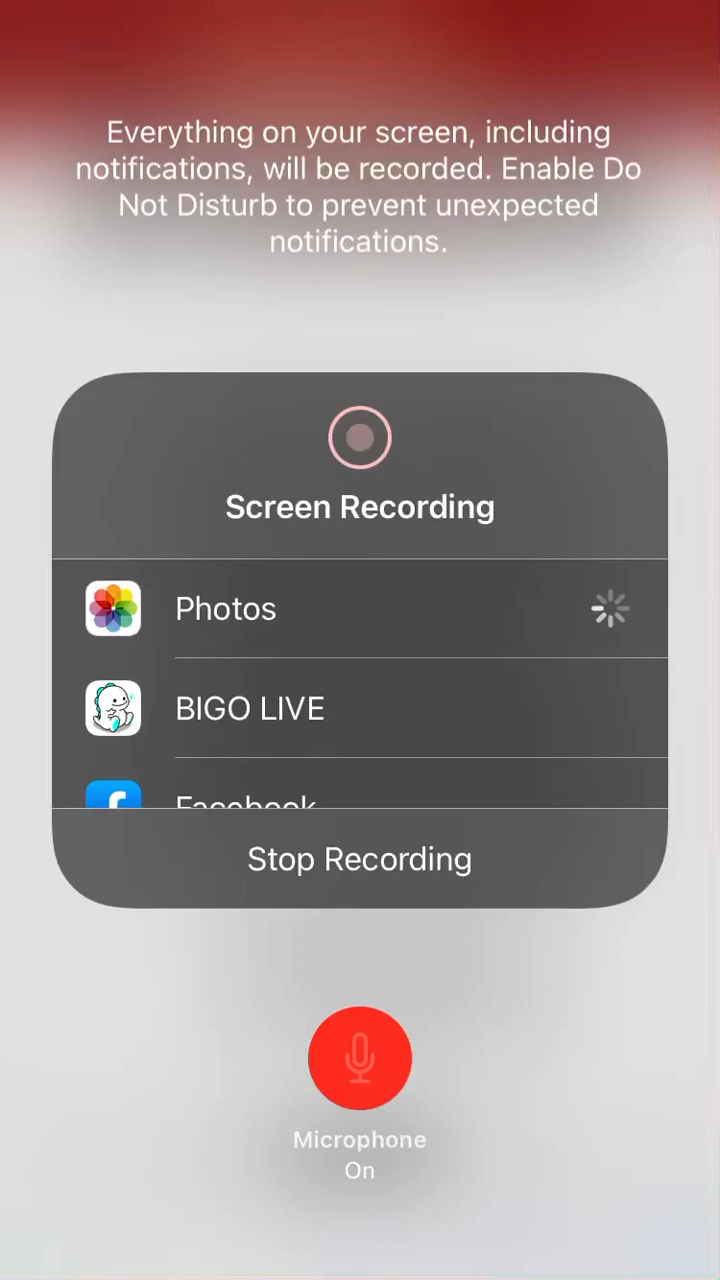 Everything on your screen, including
notifications, will be recorded. Enable Do
Not Disturb to prevent unexpected
notifications.
Screen Recording
Photos
BIGO LIVE
Facebook
Stop Recording
Microphone
On